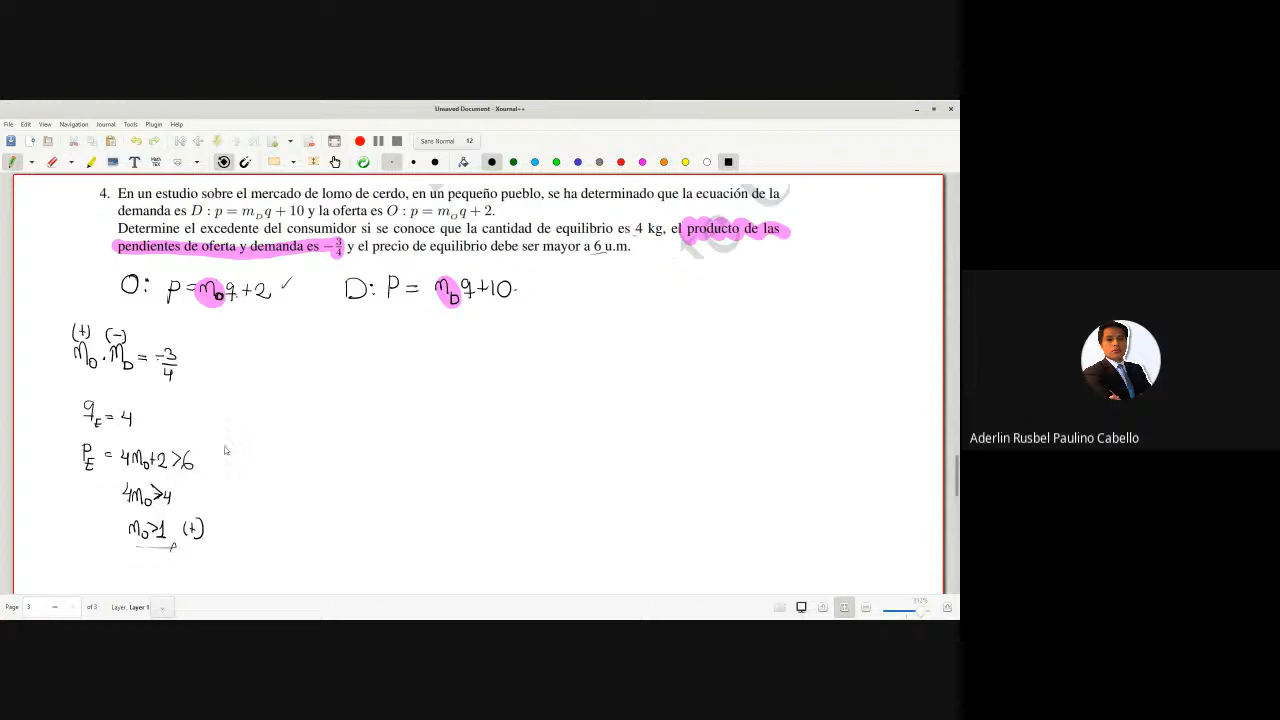 Unsaved Document - Xournal++
File Edit View Navigation Journal Tools Plugin Help
Sans Normal 12
4. En un estudio sobre el mercado de lomo de cerdo, en un pequeño pueblo, se ha determinado que la ecuación de la
demanda es D : p = m_D q + 10 y la oferta es O : p = m_O q + 2.
Determine el excedente del consumidor si se conoce que la cantidad de equilibrio es 4 kg, el producto de las
pendientes de oferta y demanda es −3/4 y el precio de equilibrio debe ser mayor a 6 u.m.
O: P = m_O q + 2 ✓ D: P = m_D q + 10
(+) (−)
m_O · m_D = −3/4
q_E = 4
P_E = 4m_O + 2 > 6
4m_O > 4
m_O > 1 (+)
Aderlin Rusbel Paulino Cabello
Page 3 of 3 Layer Layer 1
312%